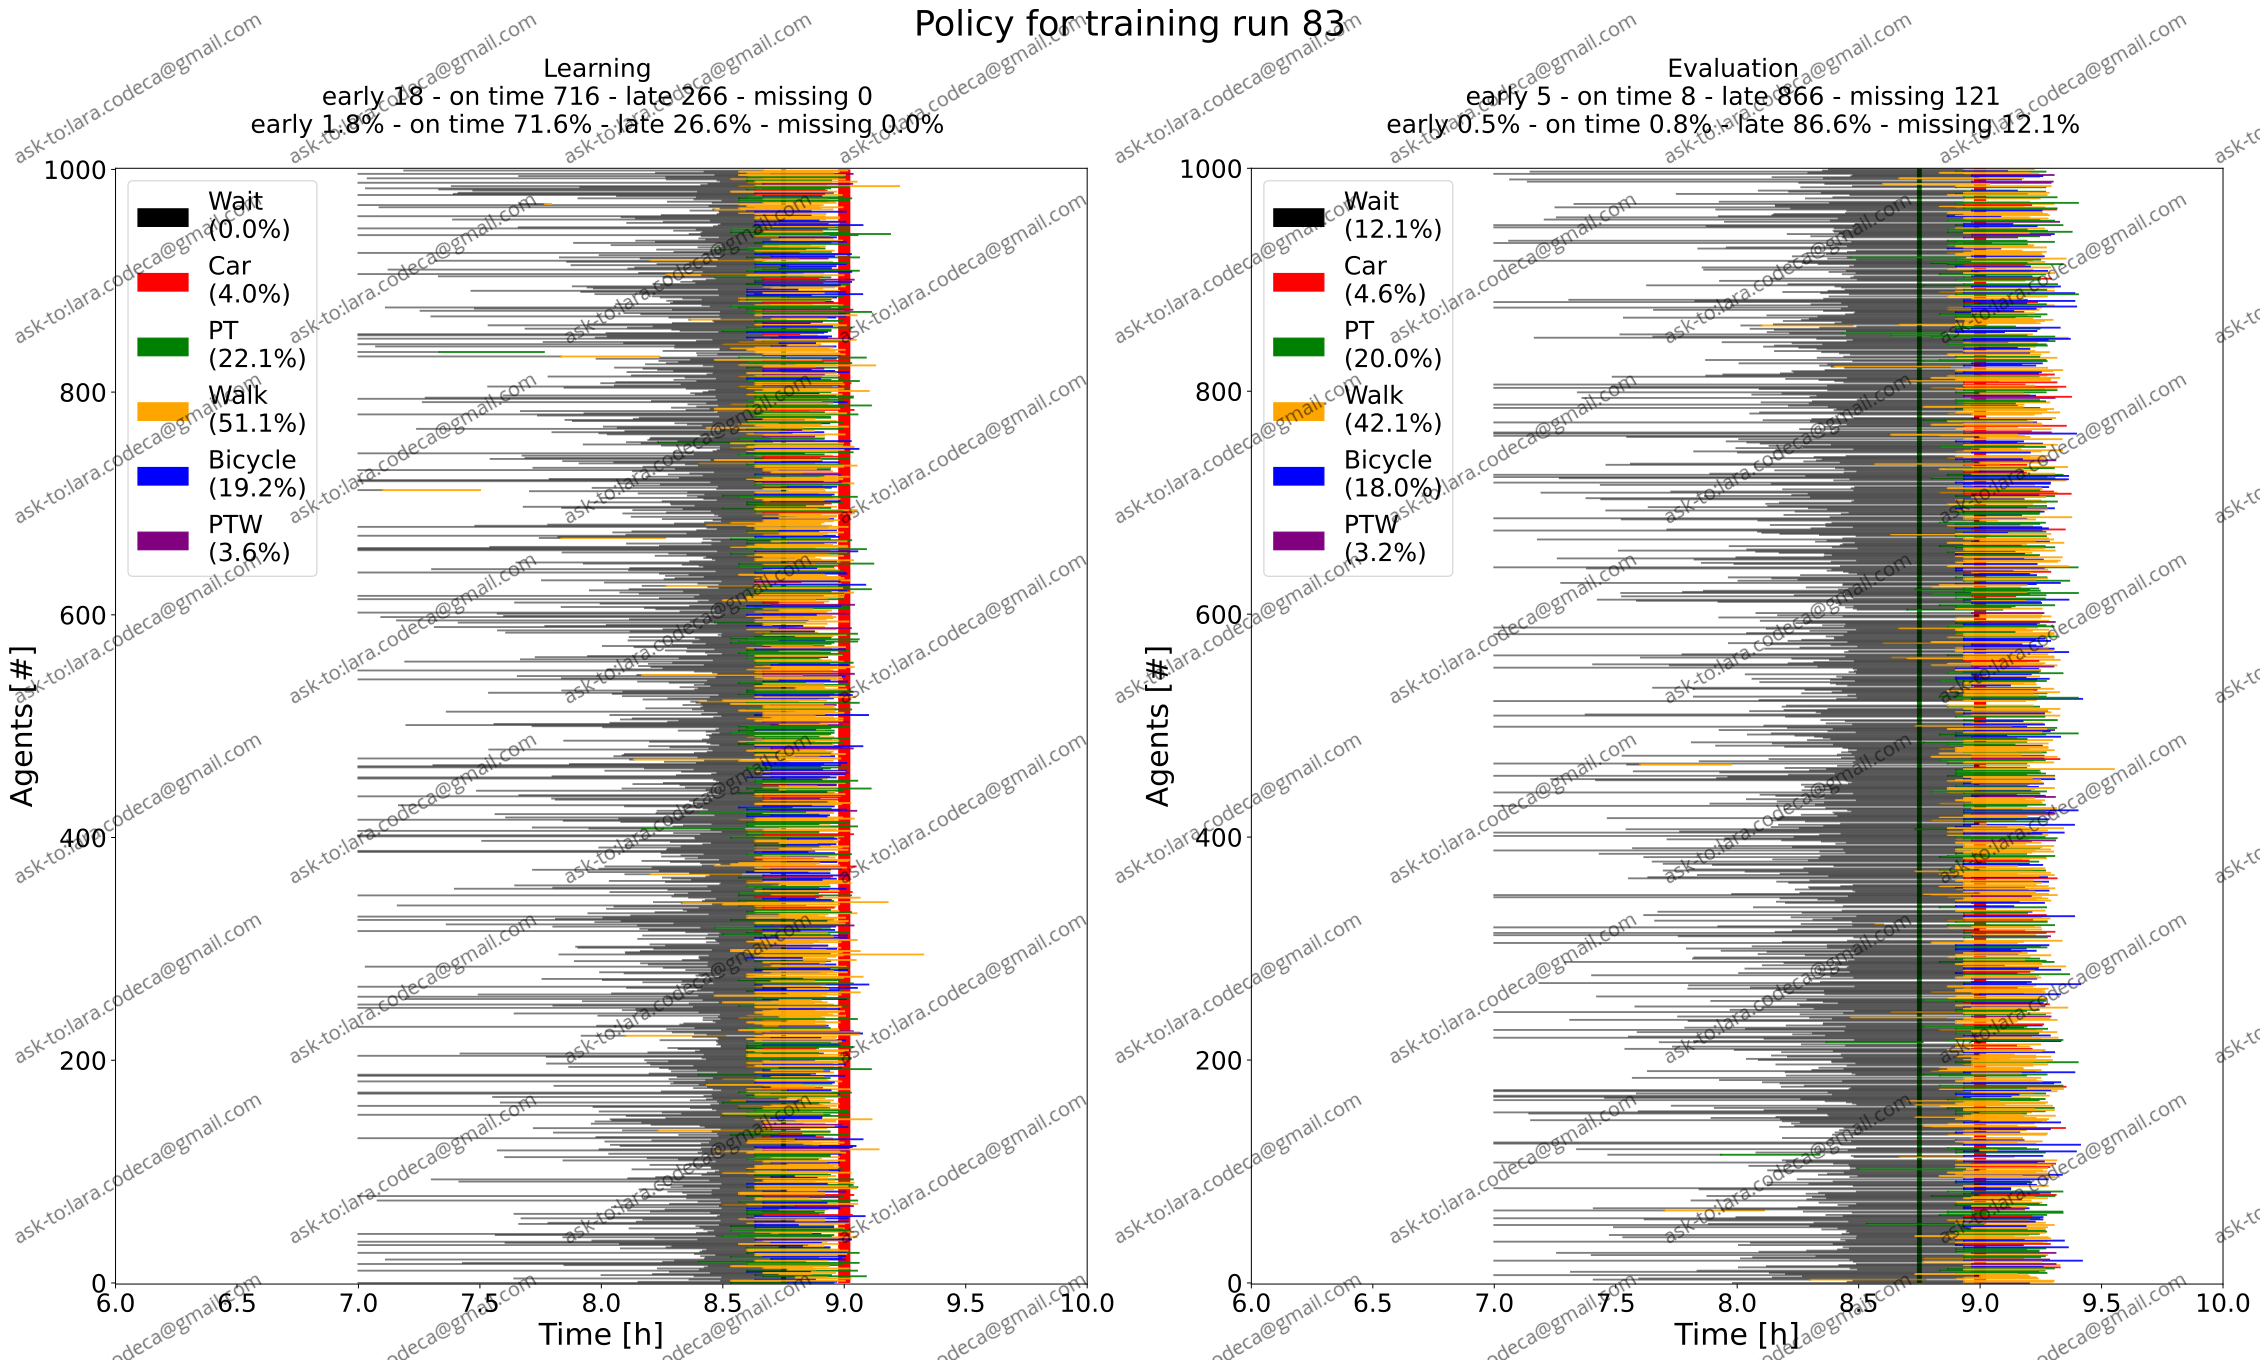 Policy for training run 83
Learning
early 18 - on time 716 - late 266 - missing 0
early 1.8% - on time 71.6% - late 26.6% - missing 0.0%
Wait
(0.0%)
Car
(4.0%)
PT
(22.1%)
Walk
(51.1%)
Bicycle
(19.2%)
PTW
(3.6%)
Agents [#]
1000
800
600
400
200
0
6.0 6.5 7.0 7.5 8.0 8.5 9.0 9.5 10.0
Time [h]
Evaluation
early 5 - on time 8 - late 866 - missing 121
early 0.5% - on time 0.8% - late 86.6% - missing 12.1%
Wait
(12.1%)
Car
(4.6%)
PT
(20.0%)
Walk
(42.1%)
Bicycle
(18.0%)
PTW
(3.2%)
Agents [#]
1000
800
600
400
200
0
6.0 6.5 7.0 7.5 8.0 8.5 9.0 9.5 10.0
Time [h]
ask-to:lara.codeca@gmail.com